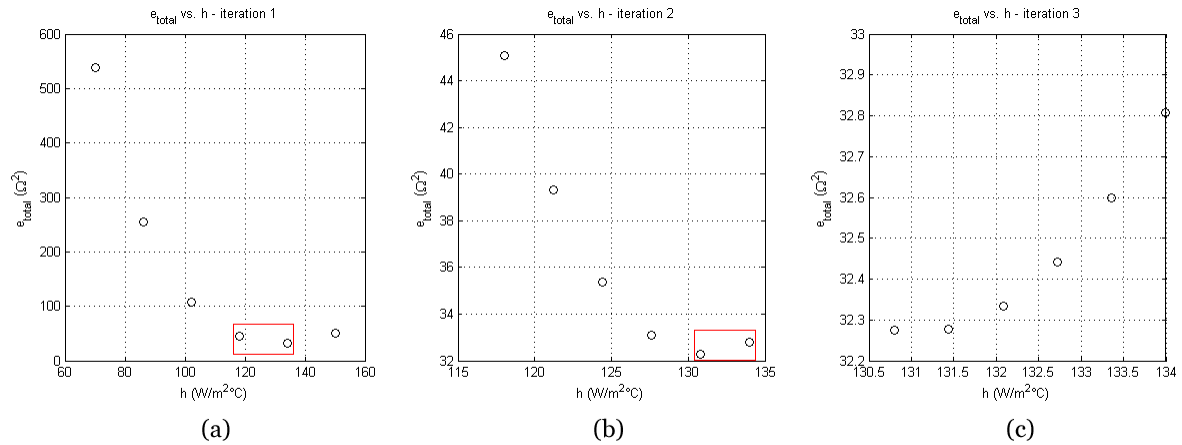 e_total vs. h - iteration 1
600
500
400
300
200
100
0
60 80 100 120 140 160
e_total (Ω²)
h (W/m²°C)
(a)
e_total vs. h - iteration 2
46
44
42
40
38
36
34
32
115 120 125 130 135
e_total (Ω²)
h (W/m²°C)
(b)
e_total vs. h - iteration 3
33
32.9
32.8
32.7
32.6
32.5
32.4
32.3
32.2
130.5 131 131.5 132 132.5 133 133.5 134
e_total (Ω²)
h (W/m²°C)
(c)